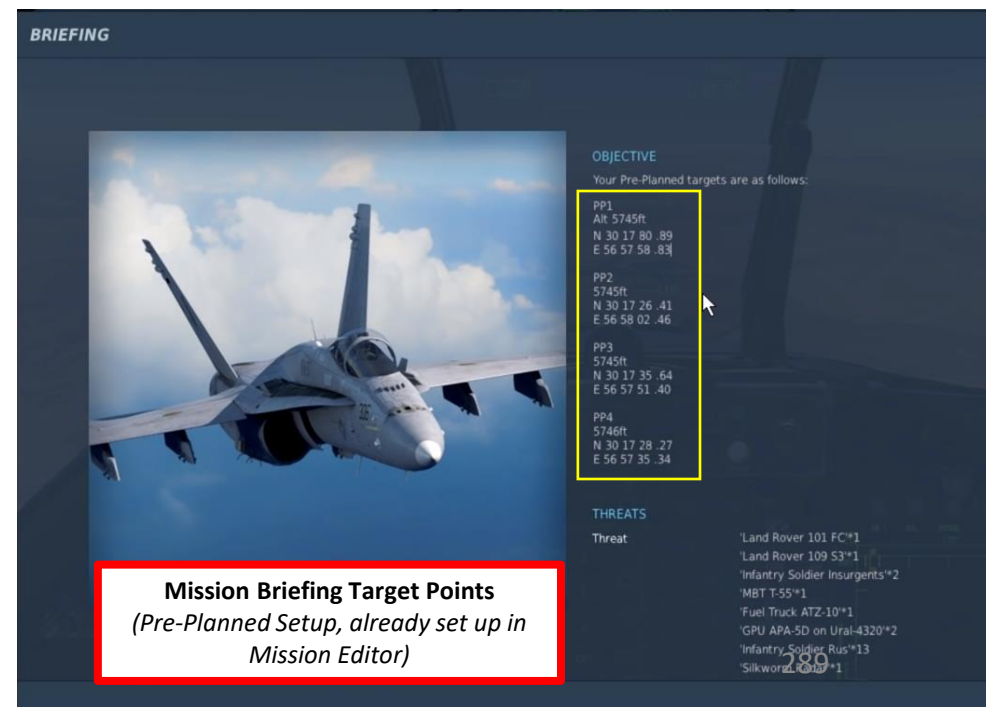 BRIEFING
OBJECTIVE
Your Pre-Planned targets are as follows:
PP1
Alt 5745ft
N 30 17 80 .89
E 56 57 58 .83
PP2
5745ft
N 30 17 26 .41
E 56 58 02 .46
PP3
5745ft
N 30 17 35 .64
E 56 57 51 .40
PP4
5746ft
N 30 17 28 .27
E 56 57 35 .34
THREATS
Threat
'Land Rover 101 FC'*1
'Land Rover 109 S3'*1
'Infantry Soldier Insurgents'*2
'MBT T-55'*1
'Fuel Truck ATZ-10'*1
'GPU APA-5D on Ural-4320'*2
'Infantry Soldier Rus'*13
'Silkworm Radar'*1
Mission Briefing Target Points
(Pre-Planned Setup, already set up in
Mission Editor)
289